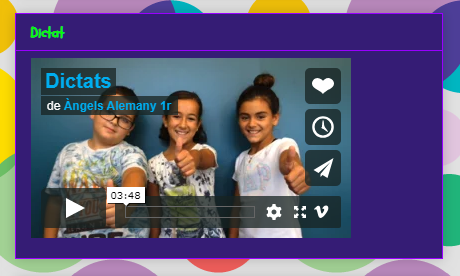 Dictat
Dictats
de Àngels Alemany 1r
03:48